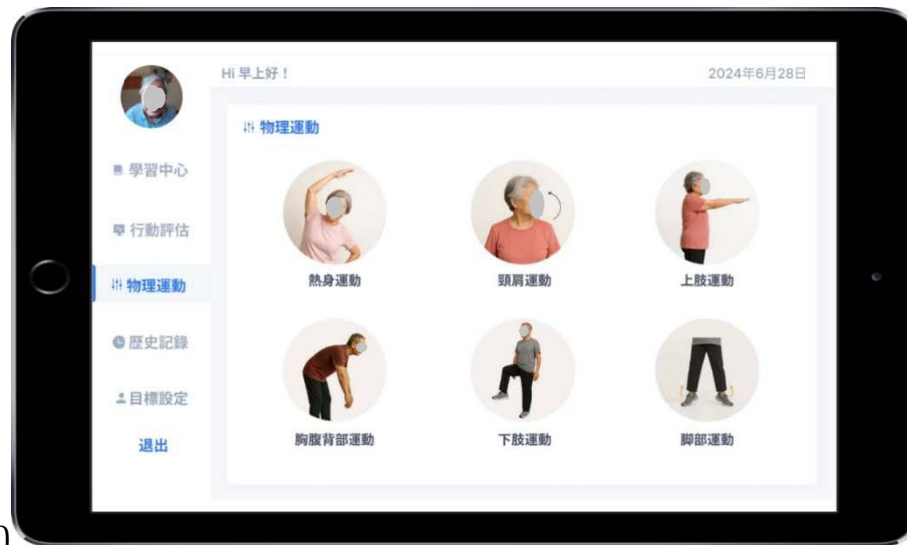 Hi 早上好！
2024年6月28日
物理運動
學習中心
行動評估
物理運動
歷史記錄
目標設定
退出
熱身運動
頸肩運動
上肢運動
胸腹背部運動
下肢運動
腳部運動
)